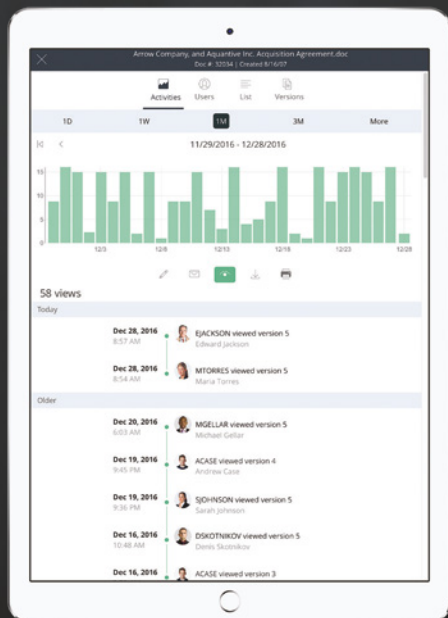 Arrow Company, and Aquantive Inc. Acquisition Agreement.doc
Doc #: 32034 | Created 8/16/07
Activities Users List Versions
1D 1W 1M 3M More
11/29/2016 - 12/28/2016
15
10
5
0
12/3 12/8 12/13 12/18 12/23 12/28
58 views
Today
Dec 28, 2016 EJACKSON viewed version 5
8:57 AM Edward Jackson
Dec 28, 2016 MTORRES viewed version 5
8:54 AM Maria Torres
Older
Dec 20, 2016 MGELLAR viewed version 5
6:03 AM Michael Gellar
Dec 19, 2016 ACASE viewed version 4
9:45 PM Andrew Case
Dec 19, 2016 SJOHNSON viewed version 5
9:36 PM Sarah Johnson
Dec 16, 2016 DSKOTNIKOV viewed version 5
10:48 AM Denis Skotnikov
Dec 16, 2016 ACASE viewed version 3